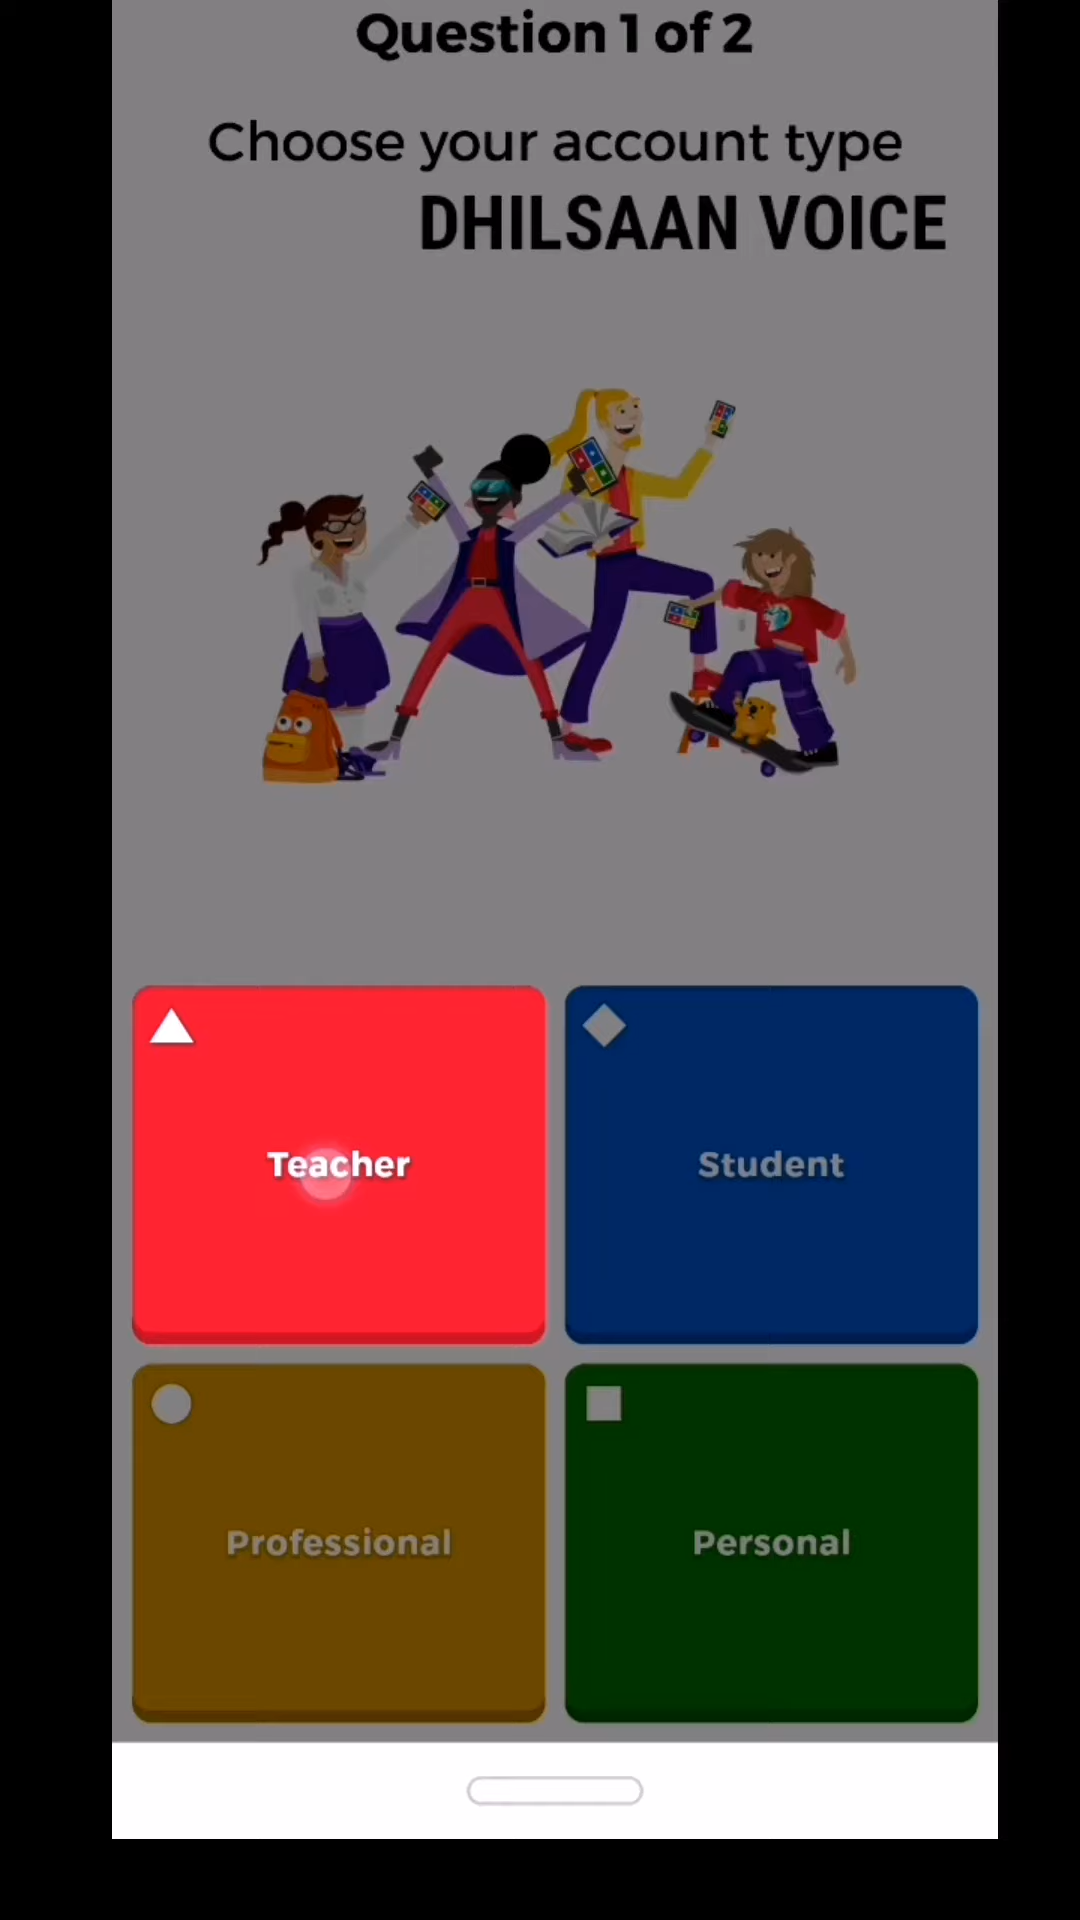 Question 1 of 2
Choose your account type
DHILSAAN VOICE
Teacher
Student
Professional
Personal